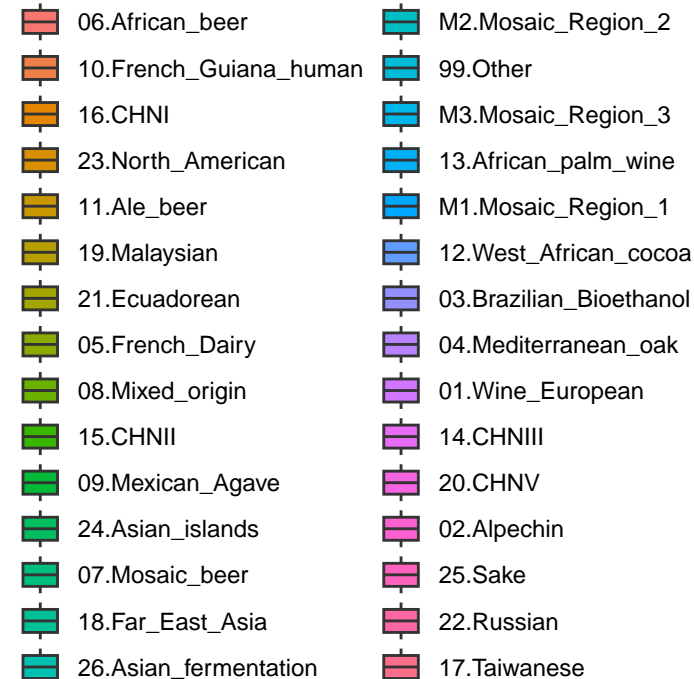 06.African_beer
10.French_Guiana_human
16.CHNI
23.North_American
11.Ale_beer
19.Malaysian
21.Ecuadorean
05.French_Dairy
08.Mixed_origin
15.CHNII
09.Mexican_Agave
24.Asian_islands
07.Mosaic_beer
18.Far_East_Asia
26.Asian_fermentation
M2.Mosaic_Region_2
99.Other
M3.Mosaic_Region_3
13.African_palm_wine
M1.Mosaic_Region_1
12.West_African_cocoa
03.Brazilian_Bioethanol
04.Mediterranean_oak
01.Wine_European
14.CHNIII
20.CHNV
02.Alpechin
25.Sake
22.Russian
17.Taiwanese